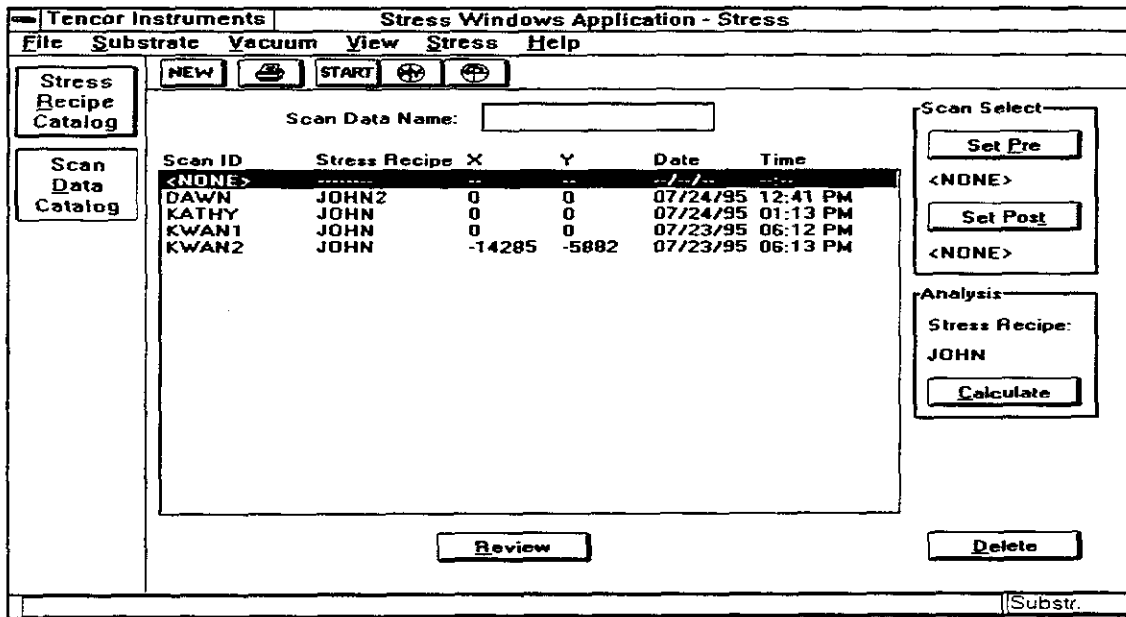 Tencor Instruments Stress Windows Application - Stress
File Substrate Vacuum View Stress Help
Stress
Recipe
Catalog
Scan
Data
Catalog
NEW START
Scan Data Name:
Scan ID Stress Recipe X Y Date Time
<NONE> -------- -- -- --/--/-- --:--
DAWN JOHN2 0 0 07/24/95 12:41 PM
KATHY JOHN 0 0 07/24/95 01:13 PM
KWAN1 JOHN 0 0 07/23/95 06:12 PM
KWAN2 JOHN -14285 -5882 07/23/95 06:13 PM
Review
Scan Select
Set Pre
<NONE>
Set Post
<NONE>
Analysis
Stress Recipe:
JOHN
Calculate
Delete
Substr.